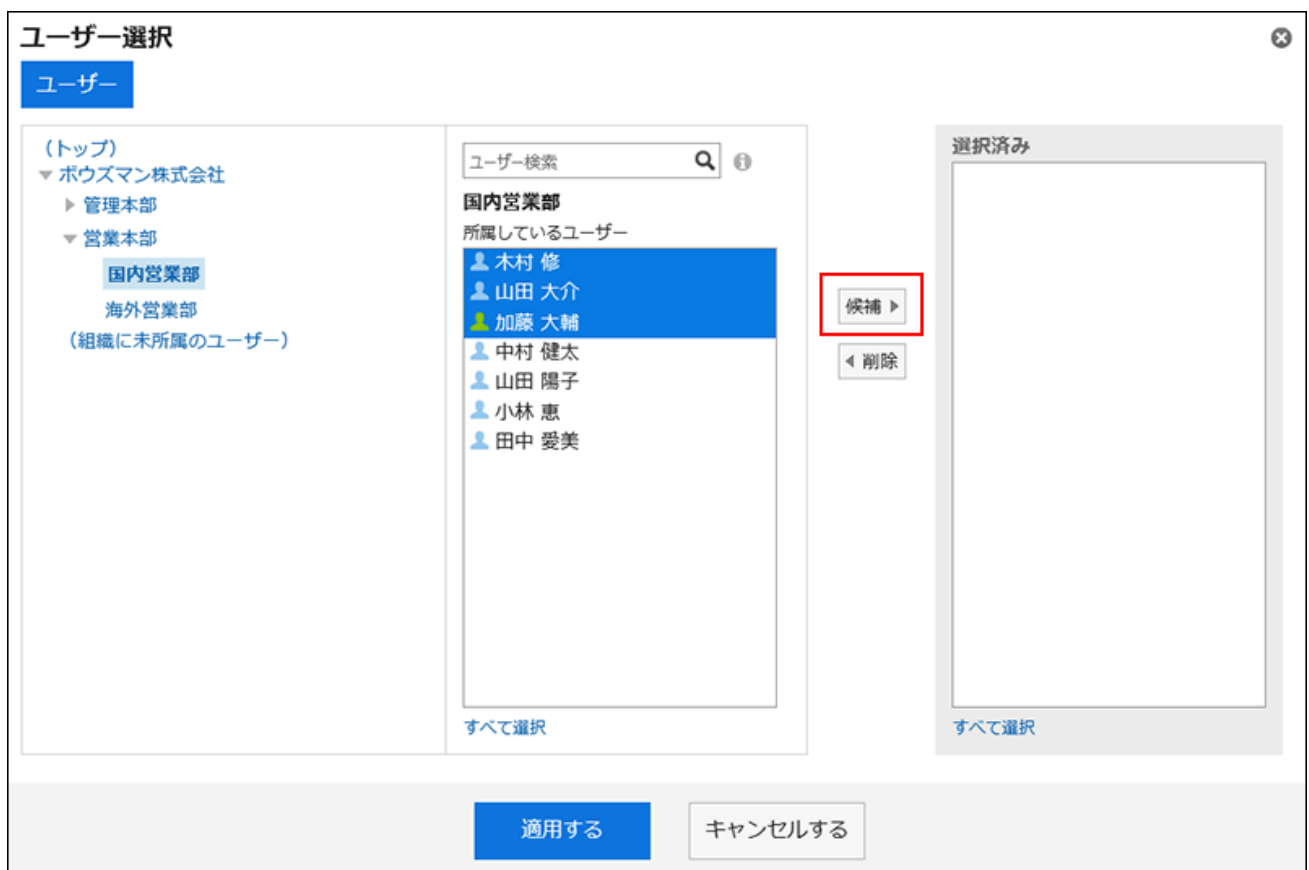 ユーザー選択
ユーザー
(トップ)
ボウズマン株式会社
管理本部
営業本部
国内営業部
海外営業部
(組織に未所属のユーザー)
ユーザー検索
国内営業部
所属しているユーザー
木村 修
山田 大介
加藤 大輔
中村 健太
山田 陽子
小林 恵
田中 愛美
すべて選択
候補
削除
選択済み
すべて選択
適用する
キャンセルする